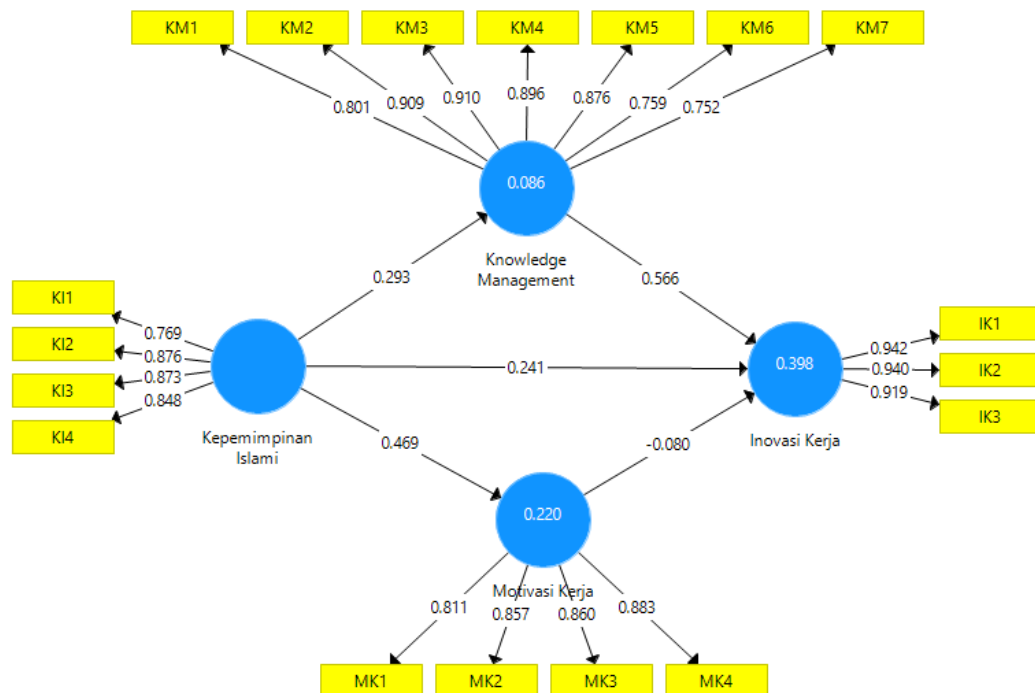 KM1
KM2
KM3
KM4
KM5
KM6
KM7
0.801
0.909
0.910
0.896
0.876
0.759
0.752
0.086
Knowledge
Management
0.293
0.566
KI1
KI2
KI3
KI4
0.769
0.876
0.873
0.848
Kepemimpinan
Islami
0.241
0.398
Inovasi Kerja
0.942
0.940
0.919
IK1
IK2
IK3
0.469
-0.080
0.220
Motivasi Kerja
0.811
0.857
0.860
0.883
MK1
MK2
MK3
MK4